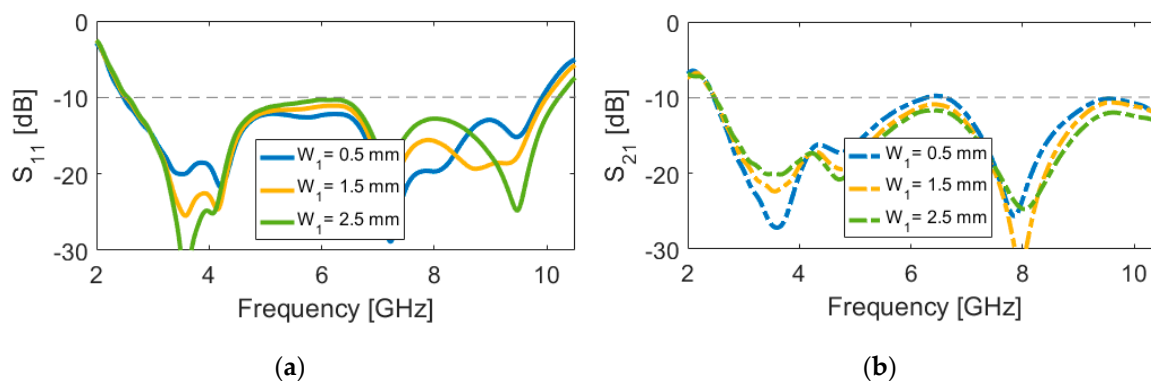 0
-10
-20
-30
S11 [dB]
2
4
6
8
10
Frequency [GHz]
W1= 0.5 mm
W1= 1.5 mm
W1= 2.5 mm
(a)
0
-10
-20
-30
S21 [dB]
2
4
6
8
10
Frequency [GHz]
W1= 0.5 mm
W1= 1.5 mm
W1= 2.5 mm
(b)